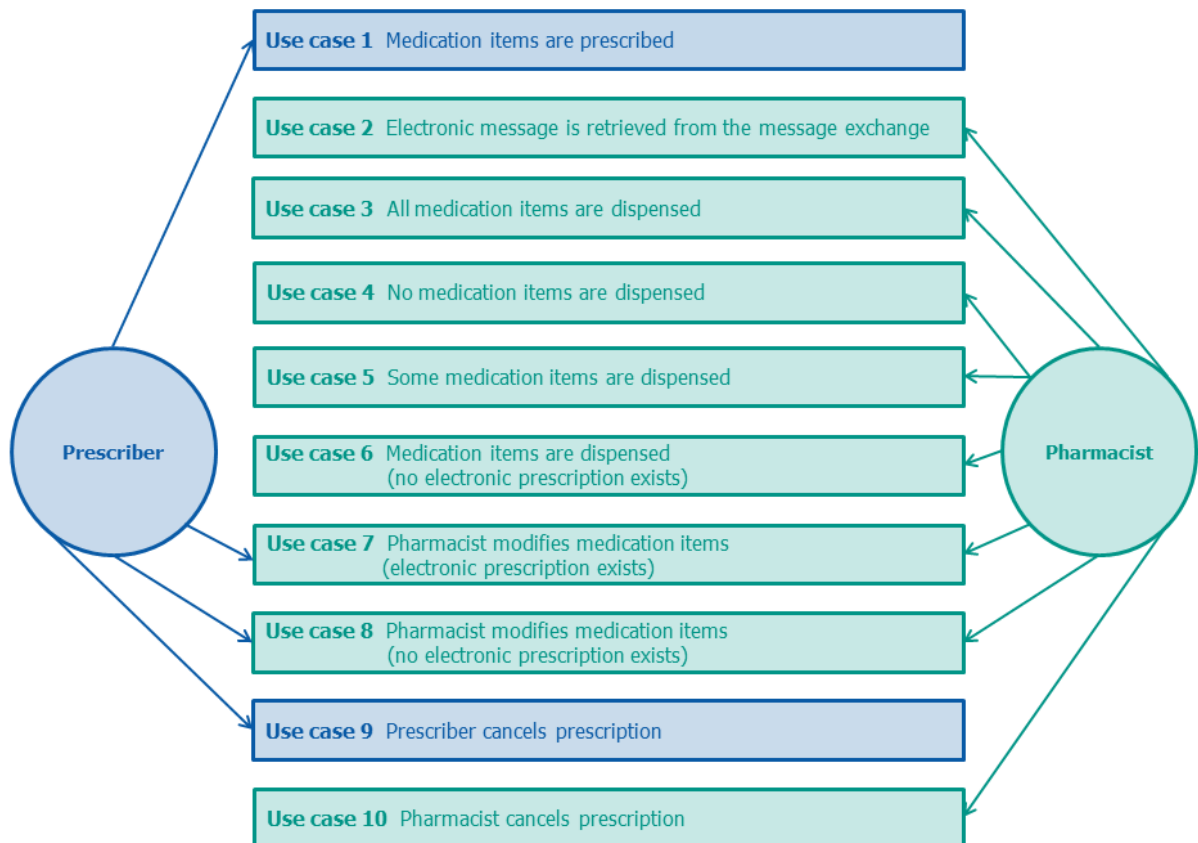 Use case 1 Medication items are prescribed
Use case 2 Electronic message is retrieved from the message exchange
Use case 3 All medication items are dispensed
Use case 4 No medication items are dispensed
Use case 5 Some medication items are dispensed
Prescriber
Use case 6 Medication items are dispensed
(no electronic prescription exists)
Pharmacist
Use case 7 Pharmacist modifies medication items
(electronic prescription exists)
Use case 8 Pharmacist modifies medication items
(no electronic prescription exists)
Use case 9 Prescriber cancels prescription
Use case 10 Pharmacist cancels prescription